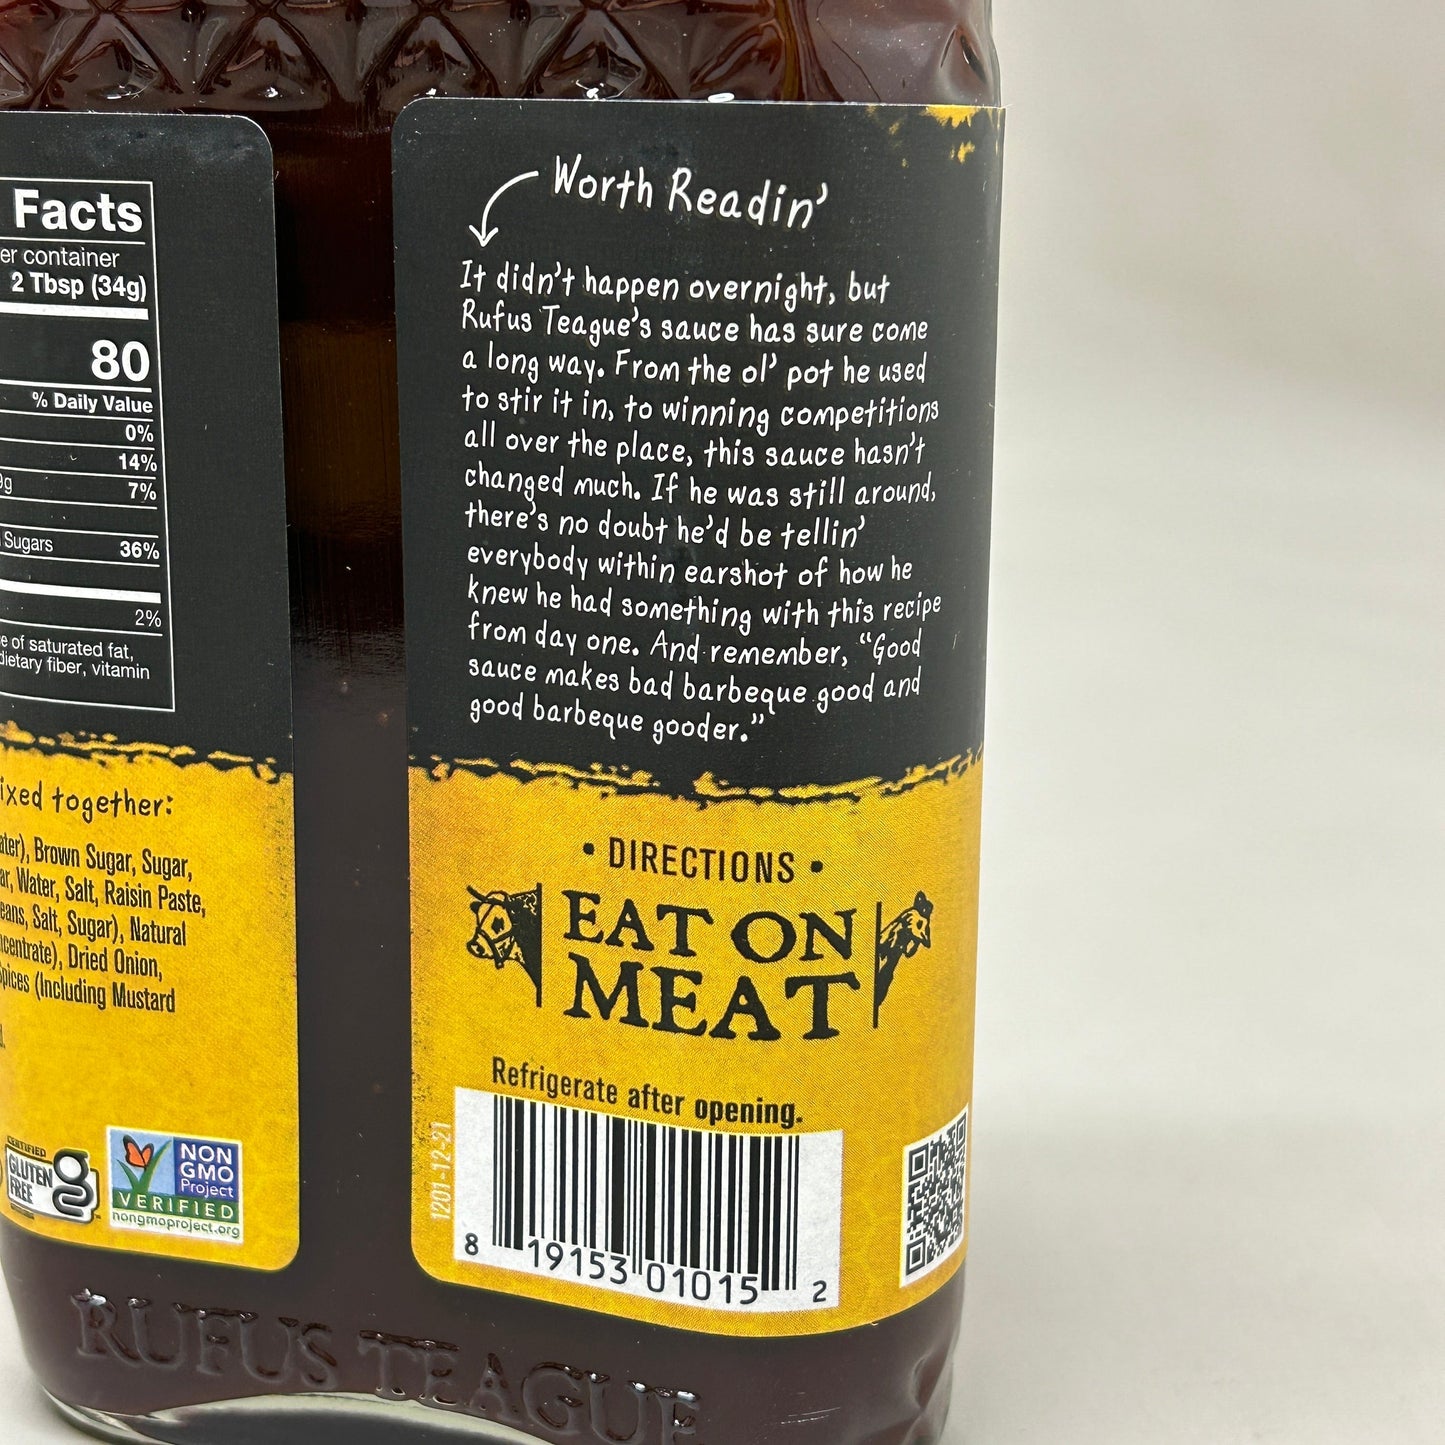 Facts
er container
2 Tbsp (34g)
80
% Daily Value
0%
14%
7%
Sugars 36%
2%
e of saturated fat,
dietary fiber, vitamin
ixed together:
ater), Brown Sugar, Sugar,
ar, Water, Salt, Raisin Paste,
eans, Salt, Sugar), Natural
ncentrate), Dried Onion,
Spices (Including Mustard
CERTIFIED
GLUTEN
FREE
NON
GMO
Project
VERIFIED
nongmoproject.org
Worth Readin'
It didn't happen overnight, but
Rufus Teague's sauce has sure come
a long way. From the ol' pot he used
to stir it in, to winning competitions
all over the place, this sauce hasn't
changed much. If he was still around,
there's no doubt he'd be tellin'
everybody within earshot of how he
knew he had something with this recipe
from day one. And remember, "Good
sauce makes bad barbeque good and
good barbeque gooder."
• DIRECTIONS •
EAT ON
MEAT
Refrigerate after opening.
1201-12-21
8 19153 01015 2
RUFUS TEAGUE